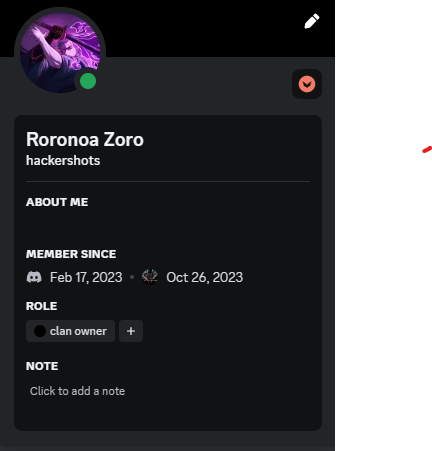 Roronoa Zoro
hackershots
ABOUT ME
MEMBER SINCE
Feb 17, 2023 • Oct 26, 2023
ROLE
clan owner +
NOTE
Click to add a note